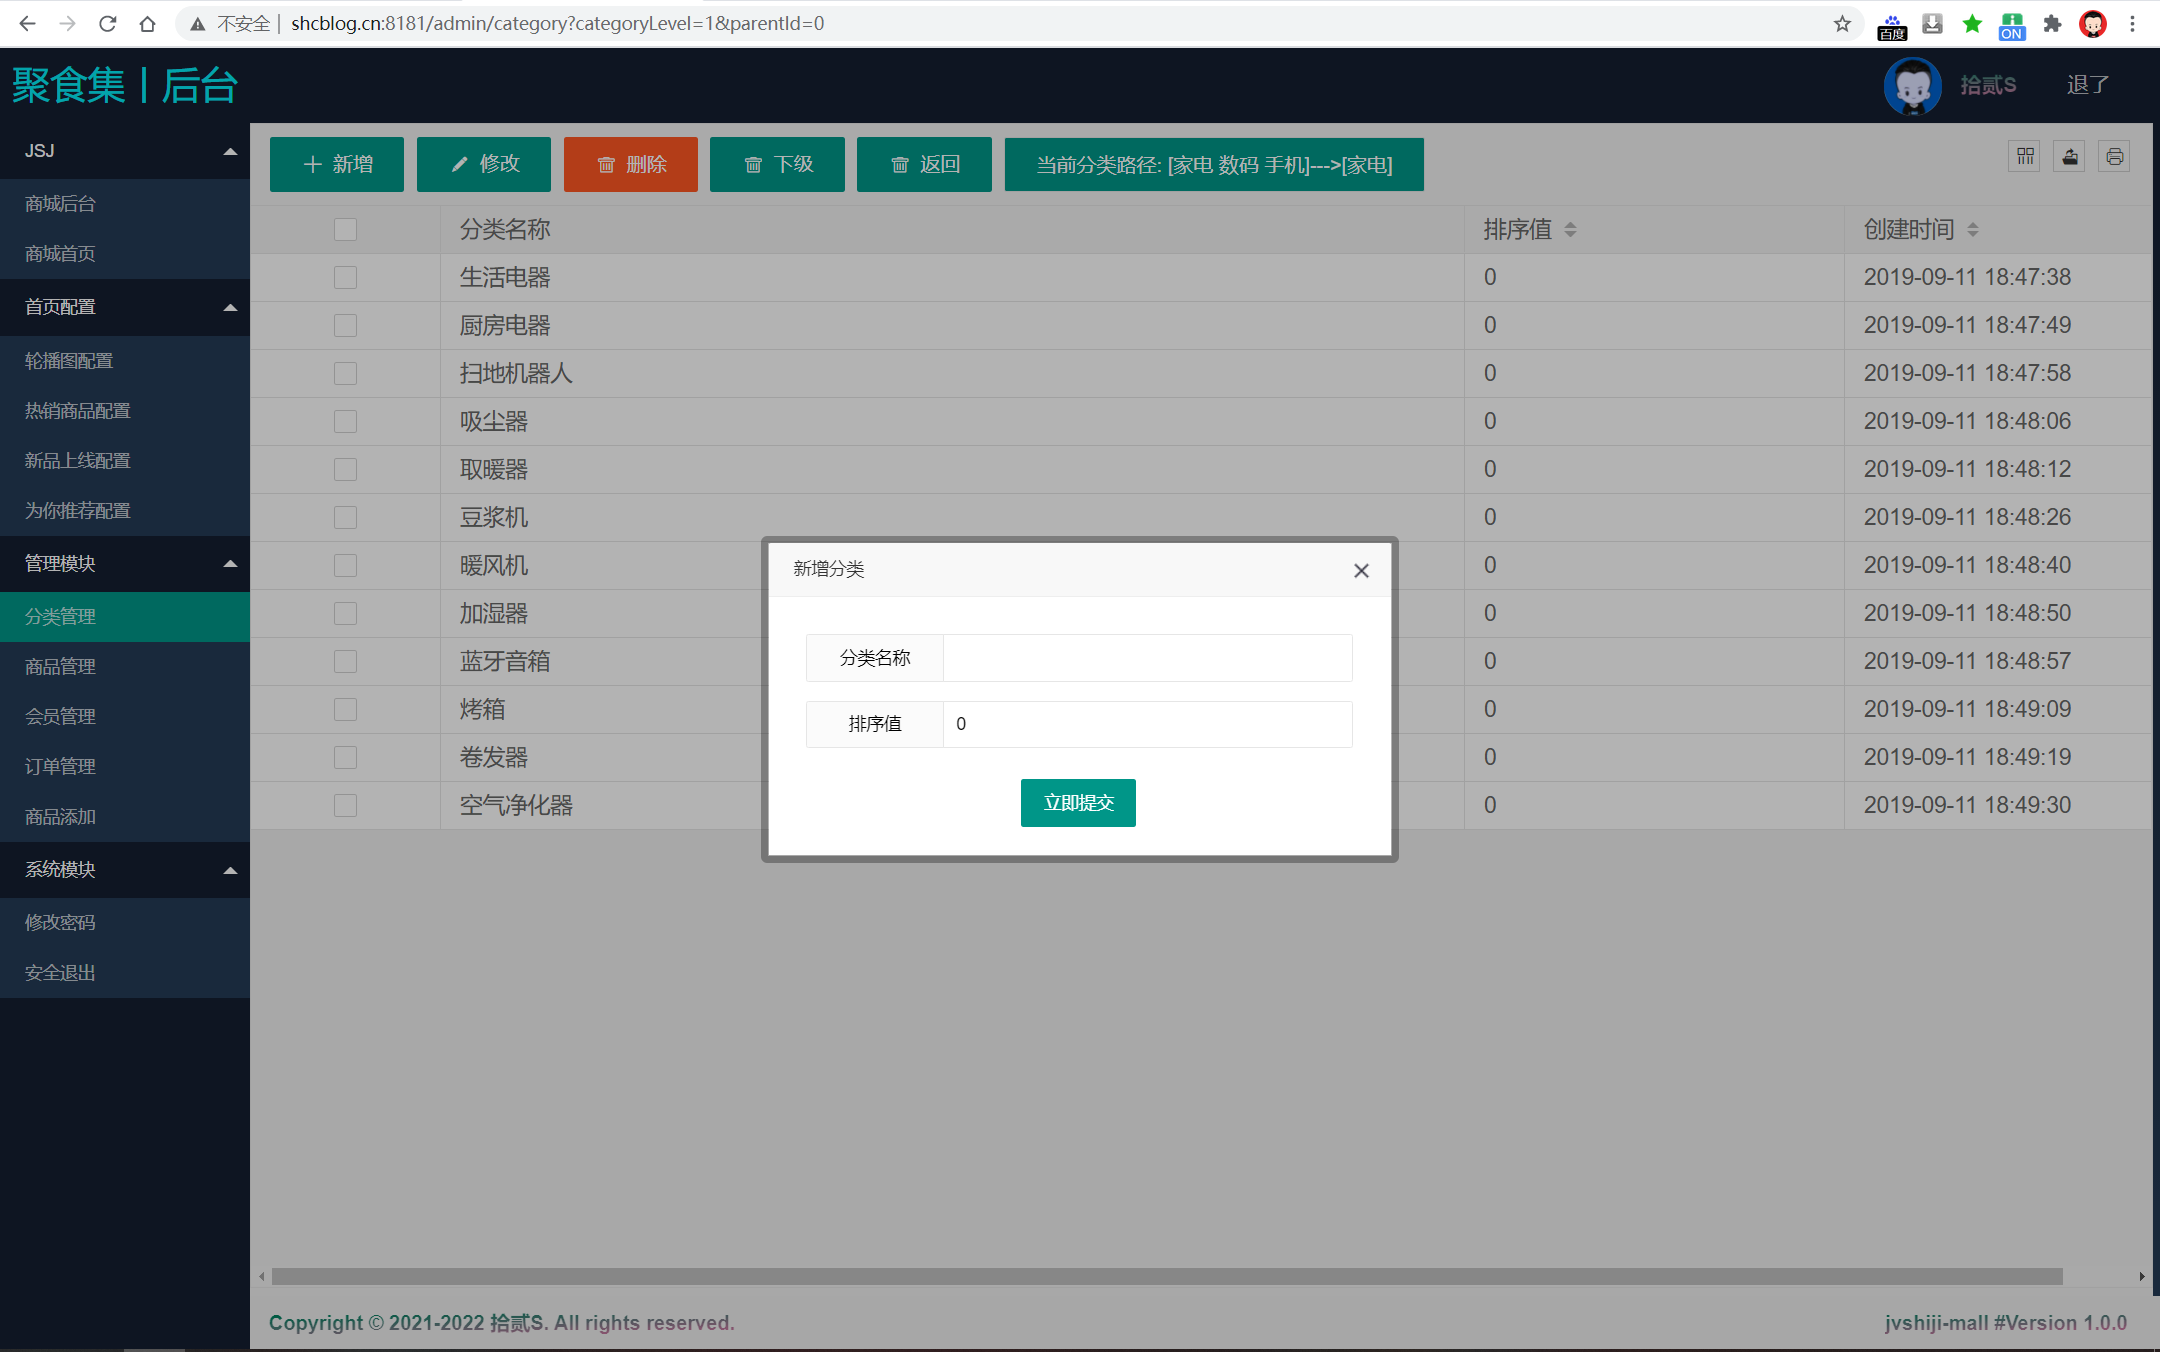 不安全 | shcblog.cn:8181/admin/category?categoryLevel=1&parentId=0
百度
ON
聚食集丨后台
拾贰S
退了
JSJ
商城后台
商城首页
首页配置
轮播图配置
热销商品配置
新品上线配置
为你推荐配置
管理模块
分类管理
商品管理
会员管理
订单管理
商品添加
系统模块
修改密码
安全退出
新增 修改 删除 下级 返回 当前分类路径: [家电 数码 手机]--->[家电]
分类名称 排序值 创建时间
生活电器 0 2019-09-11 18:47:38
厨房电器 0 2019-09-11 18:47:49
扫地机器人 0 2019-09-11 18:47:58
吸尘器 0 2019-09-11 18:48:06
取暖器 0 2019-09-11 18:48:12
豆浆机 0 2019-09-11 18:48:26
暖风机 0 2019-09-11 18:48:40
加湿器 0 2019-09-11 18:48:50
蓝牙音箱 0 2019-09-11 18:48:57
烤箱 0 2019-09-11 18:49:09
卷发器 0 2019-09-11 18:49:19
空气净化器 0 2019-09-11 18:49:30
新增分类
分类名称
排序值 0
立即提交
Copyright © 2021-2022 拾贰S. All rights reserved.
jvshiji-mall #Version 1.0.0